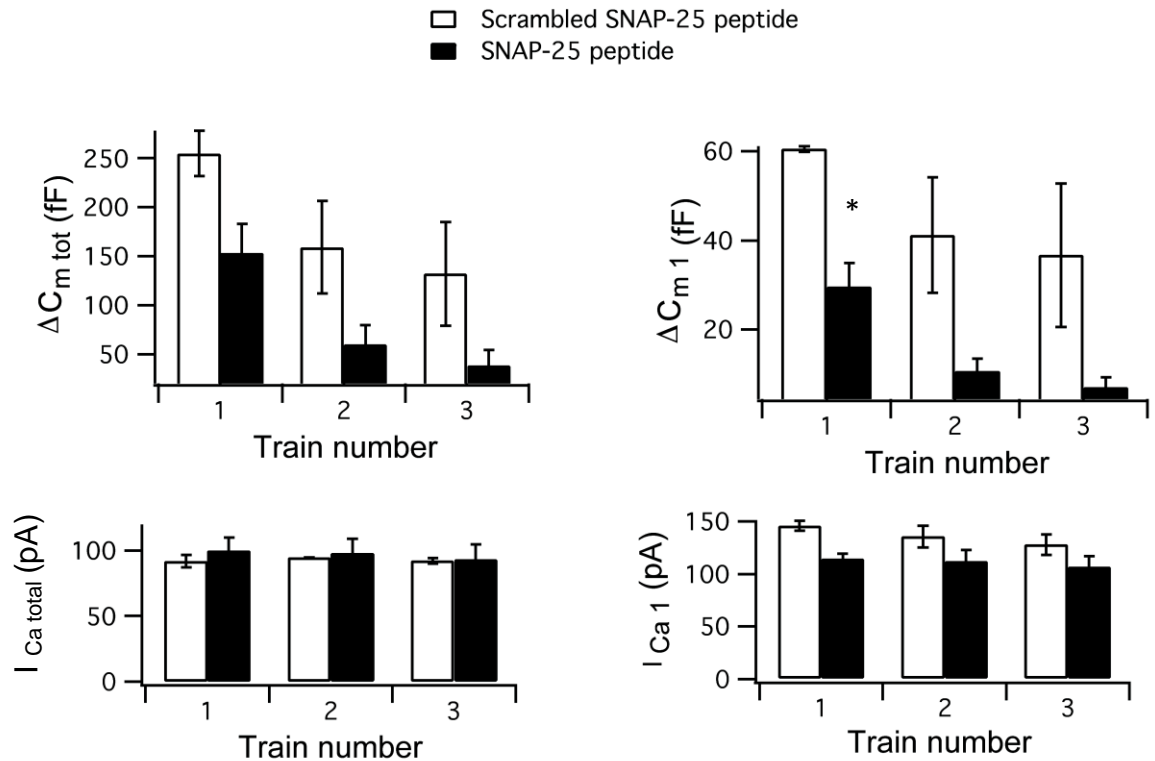 Scrambled SNAP-25 peptide
SNAP-25 peptide
ΔCm tot (fF)
250
200
150
100
50
1 2 3
Train number
ΔCm 1 (fF)
60
40
20
*
1 2 3
Train number
I Ca total (pA)
100
50
0
1 2 3
Train number
I Ca 1 (pA)
150
100
50
0
1 2 3
Train number